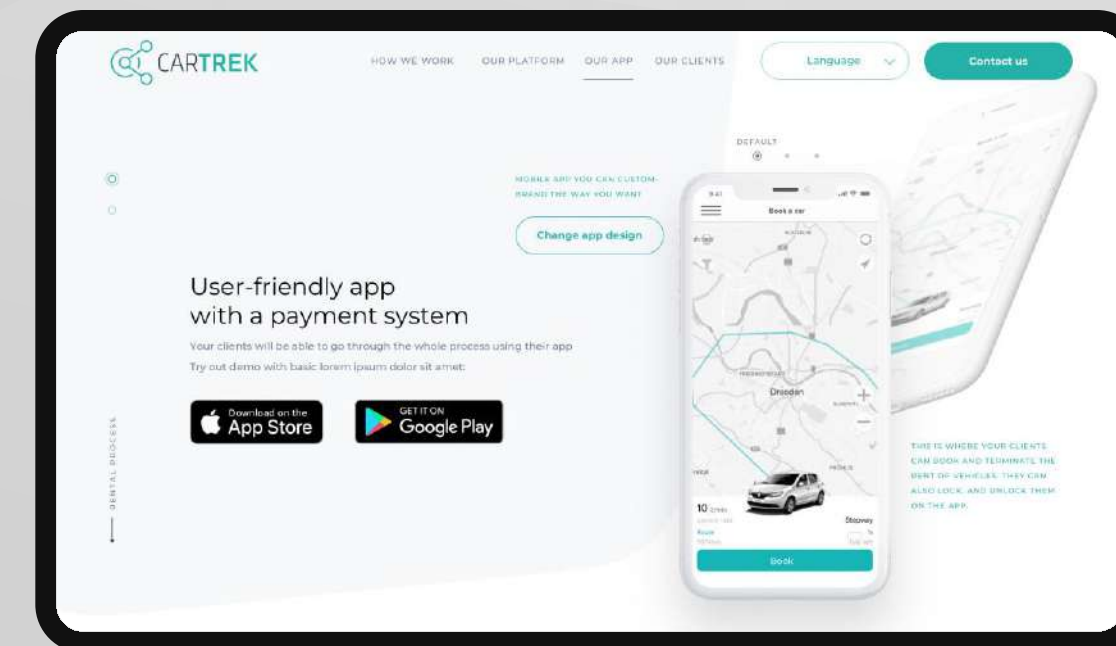 CARTREK
HOW WE WORK
OUR PLATFORM
OUR APP
OUR CLIENTS
Language
Contact us
DEFAULT
MOBILE APP YOU CAN CUSTOM-
BRAND THE WAY YOU WANT
Change app design
User-friendly app
with a payment system
Your clients will be able to go through the whole process using their app
Try out demo with basic lorem ipsum dolor sit amet:
Download on the
App Store
GET IT ON
Google Play
RENTAL PROCESS
9:41
Book a car
Dresden
10
Stepway
Route
Book
THIS IS WHERE YOUR CLIENTS
CAN BOOK AND TERMINATE THE
RENT OF VEHICLES. THEY CAN
ALSO LOCK, AND UNLOCK THEM
ON THE APP.